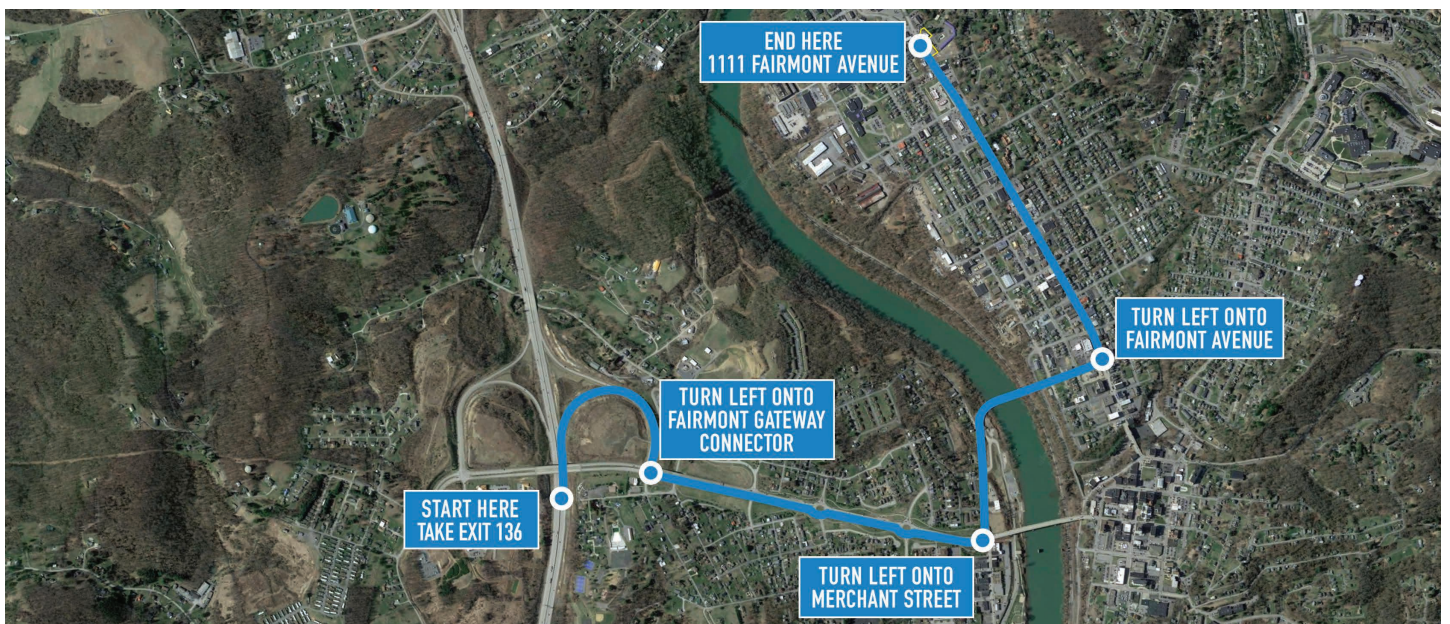 END HERE
1111 FAIRMONT AVENUE
TURN LEFT ONTO
FAIRMONT AVENUE
TURN LEFT ONTO
FAIRMONT GATEWAY
CONNECTOR
START HERE
TAKE EXIT 136
TURN LEFT ONTO
MERCHANT STREET